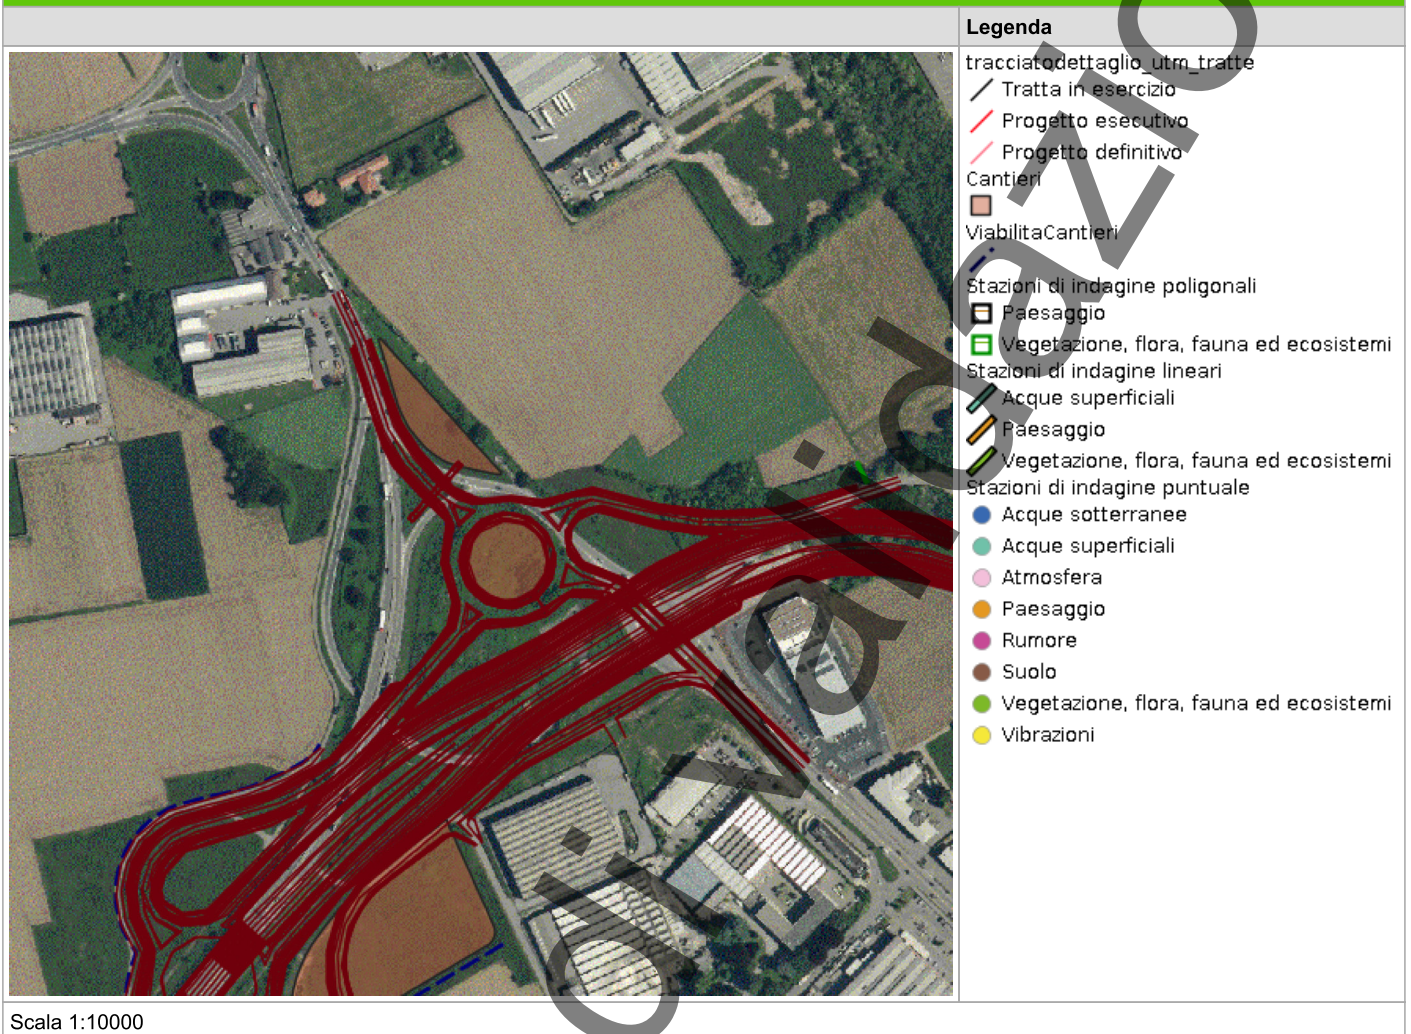 Legenda
tracciatodettaglio_utm_tratte
Tratta in esercizio
Progetto esecutivo
Progetto definitivo
Cantieri
ViabilitaCantieri
Stazioni di indagine poligonali
Paesaggio
Vegetazione, flora, fauna ed ecosistemi
Stazioni di indagine lineari
Acque superficiali
Paesaggio
Vegetazione, flora, fauna ed ecosistemi
Stazioni di indagine puntuale
Acque sotterranee
Acque superficiali
Atmosfera
Paesaggio
Rumore
Suolo
Vegetazione, flora, fauna ed ecosistemi
Vibrazioni
Scala 1:10000